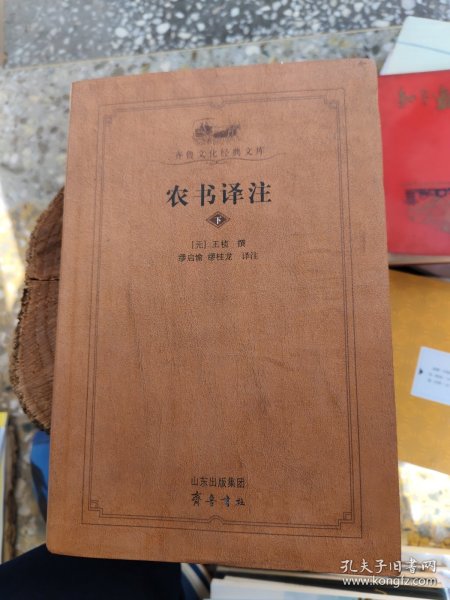 齐鲁文化经典文库
农书译注
下
[元] 王祯 撰
缪启愉 缪桂龙 译注
山东出版集团
齐鲁书社
孔夫子旧书网
www.kongfz.com